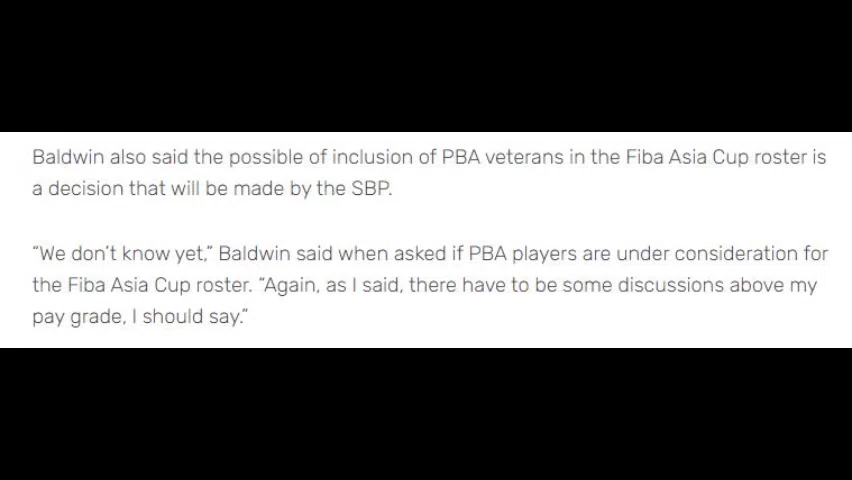 Baldwin also said the possible of inclusion of PBA veterans in the Fiba Asia Cup roster is
a decision that will be made by the SBP.
“We don’t know yet,” Baldwin said when asked if PBA players are under consideration for
the Fiba Asia Cup roster. “Again, as I said, there have to be some discussions above my
pay grade, I should say.”